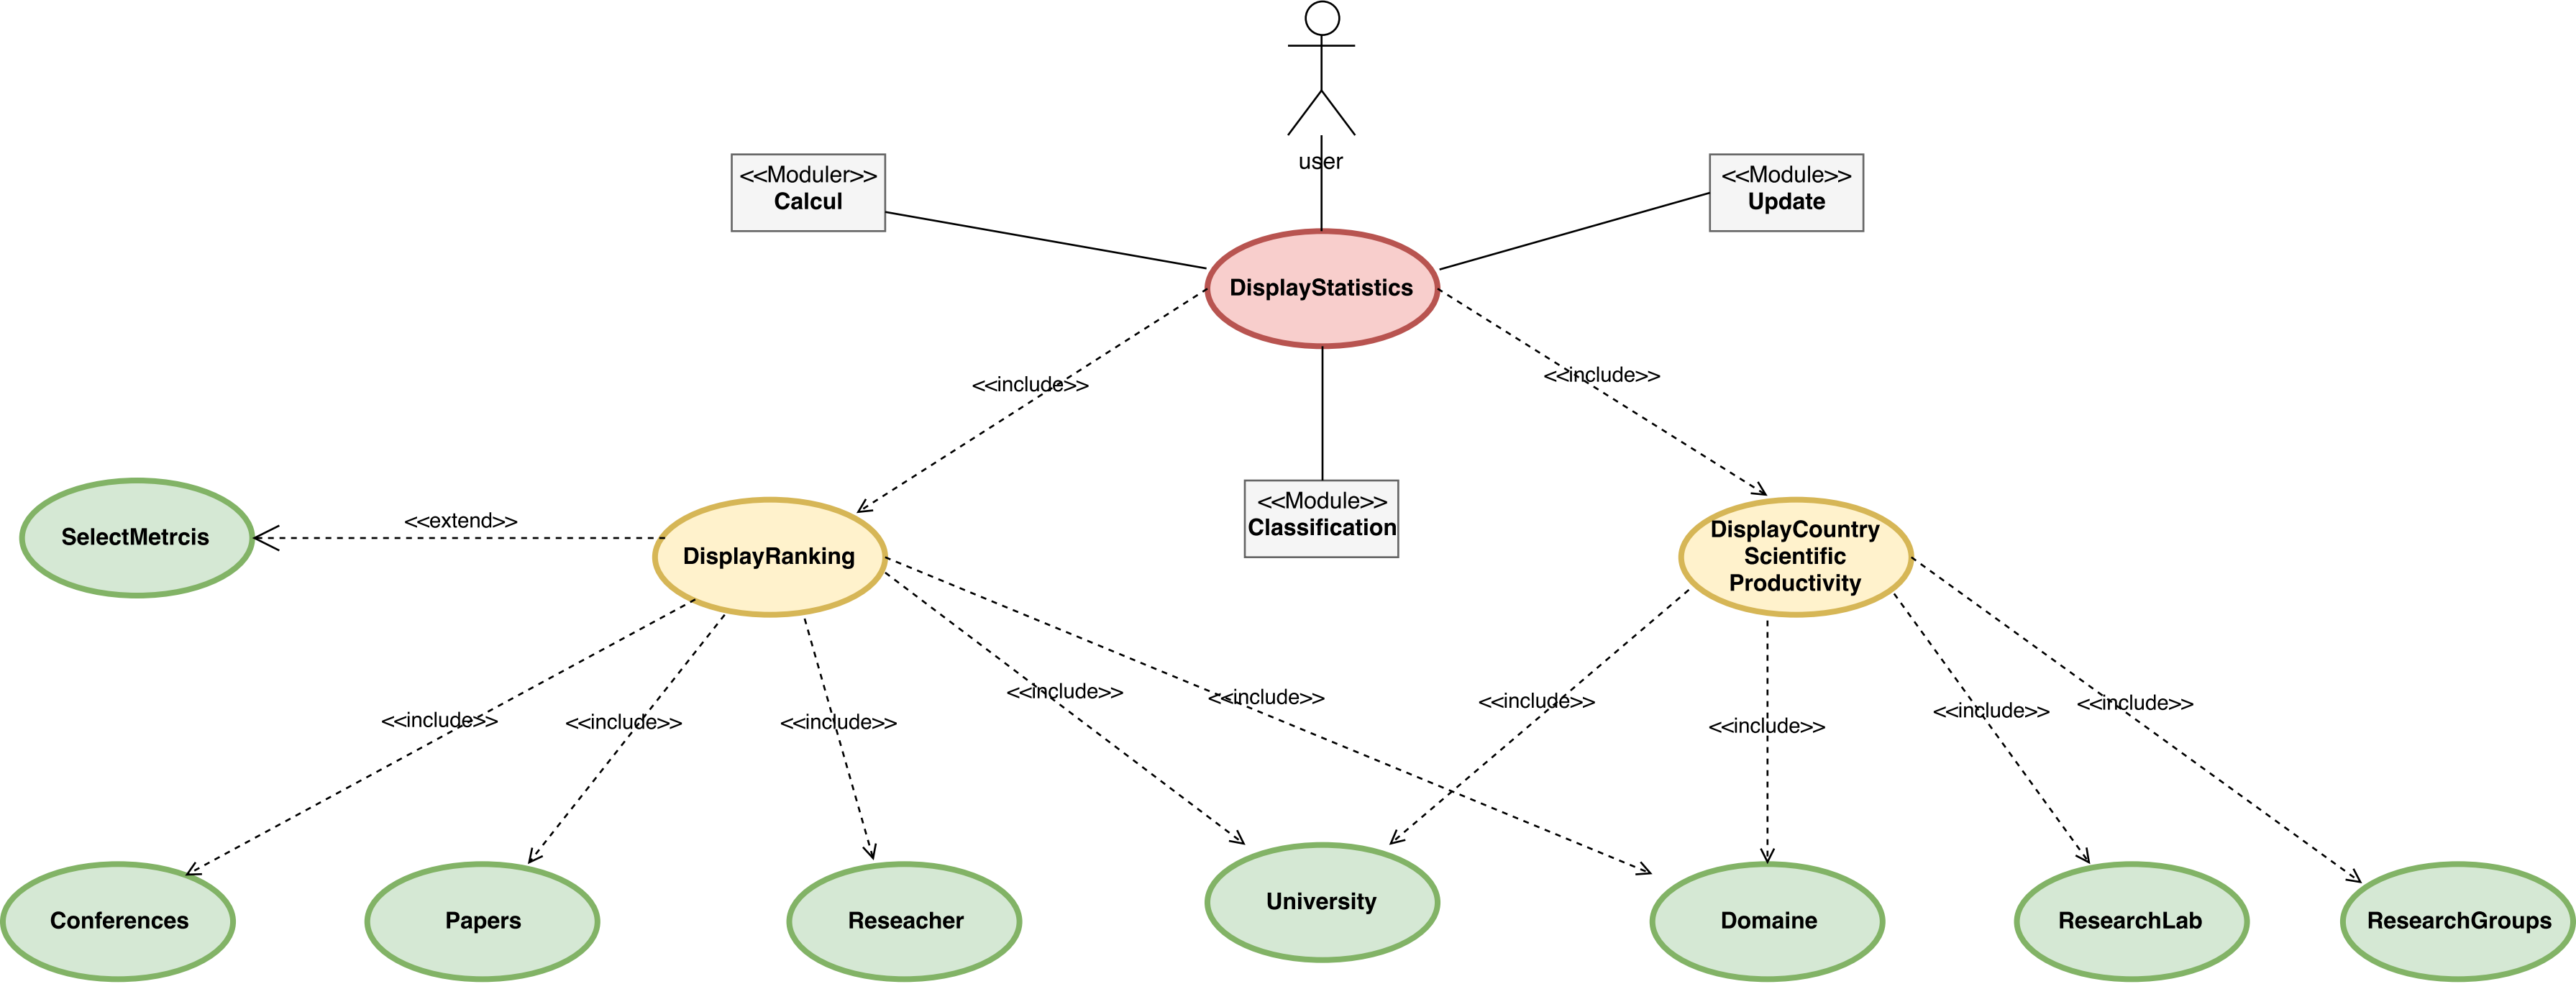 user
<<Moduler>>
Calcul
<<Module>>
Update
DisplayStatistics
<<include>>
<<include>>
<<Module>>
Classification
SelectMetrcis
<<extend>>
DisplayRanking
DisplayCountry
Scientific
Productivity
<<include>>
<<include>>
<<include>>
<<include>>
<<include>>
<<include>>
<<include>>
<<include>>
<<include>>
Conferences
Papers
Reseacher
University
Domaine
ResearchLab
ResearchGroups